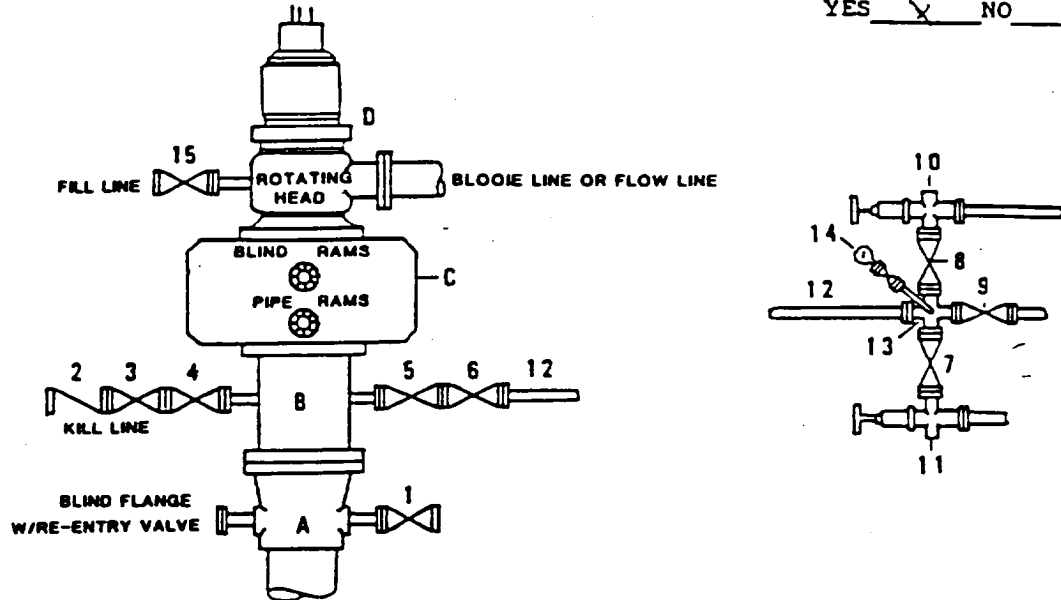 YES X NO
D
15
FILL LINE
ROTATING
HEAD
BLOOIE LINE OR FLOW LINE
BLIND RAMS
C
PIPE RAMS
2 3 4
B
5 6 12
KILL LINE
BLIND FLANGE
W/RE-ENTRY VALVE
A
1
10
14
8
12
9
13
7
11